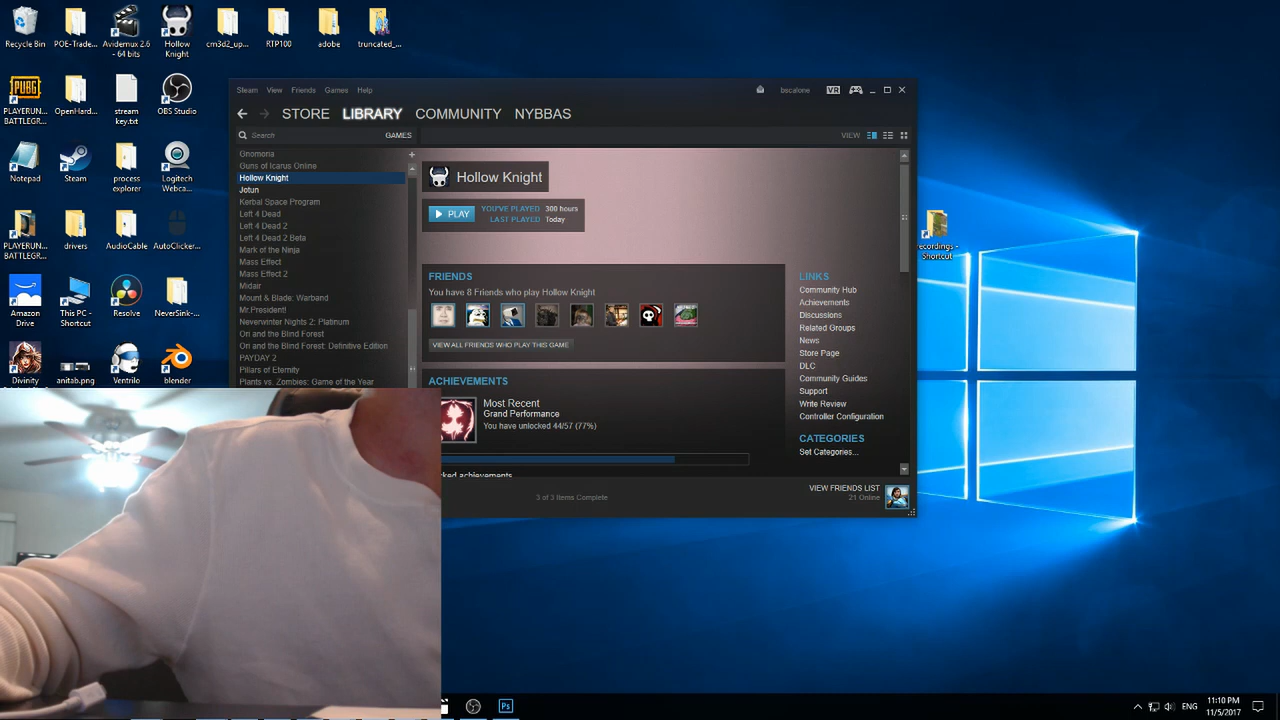 Recycle Bin
POE-Trade...
Avidemux 2.6 - 64 bits
Hollow Knight
cm3d2_up...
RTP100
adobe
truncated_...
PUBG
PLAYERUN... BATTLEGR...
OpenHard...
stream key.txt
OBS Studio
Notepad
Steam
process explorer
Logitech Webca...
PLAYERUN... BATTLEGR...
drivers
AudioCable
AutoClicker...
Amazon Drive
This PC - Shortcut
Resolve
NeverSink-...
Divinity
anitab.png
Ventrilo
blender
Steam View Friends Games Help
bscalone
VR
STORE LIBRARY COMMUNITY NYBBAS
Search
GAMES
VIEW
Gnomoria
Guns of Icarus Online
Hollow Knight
Jotun
Kerbal Space Program
Left 4 Dead
Left 4 Dead 2
Left 4 Dead 2 Beta
Mark of the Ninja
Mass Effect
Mass Effect 2
Midair
Mount & Blade: Warband
Mr.President!
Neverwinter Nights 2: Platinum
Ori and the Blind Forest
Ori and the Blind Forest: Definitive Edition
PAYDAY 2
Pillars of Eternity
Plants vs. Zombies: Game of the Year
Hollow Knight
PLAY
YOU'VE PLAYED 300 hours
LAST PLAYED Today
FRIENDS
You have 8 Friends who play Hollow Knight
VIEW ALL FRIENDS WHO PLAY THIS GAME
ACHIEVEMENTS
Most Recent
Grand Performance
You have unlocked 44/57 (77%)
cked achievements
LINKS
Community Hub
Achievements
Discussions
Related Groups
News
Store Page
DLC
Community Guides
Support
Write Review
Controller Configuration
CATEGORIES
Set Categories...
3 of 3 Items Complete
VIEW FRIENDS LIST
21 Online
recordings - Shortcut
Ps
ENG
11:10 PM
11/5/2017